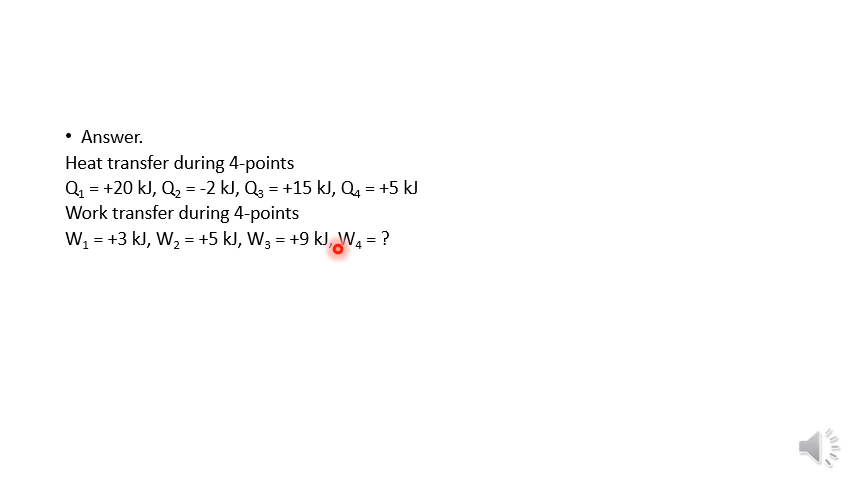 • Answer.
Heat transfer during 4-points
Q₁ = +20 kJ, Q₂ = -2 kJ, Q₃ = +15 kJ, Q₄ = +5 kJ
Work transfer during 4-points
W₁ = +3 kJ, W₂ = +5 kJ, W₃ = +9 kJ, W₄ = ?